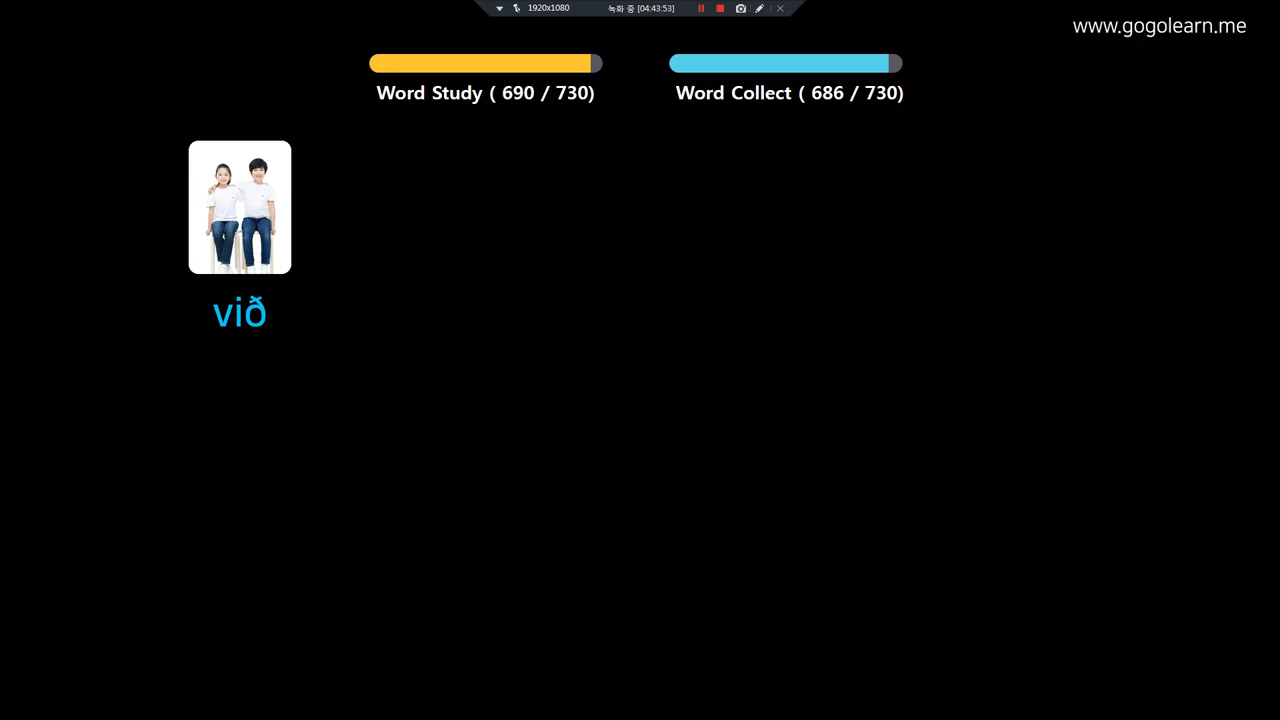 1920x1080 녹화 중 [04:43:53]
www.gogolearn.me
Word Study ( 690 / 730) Word Collect ( 686 / 730)
við